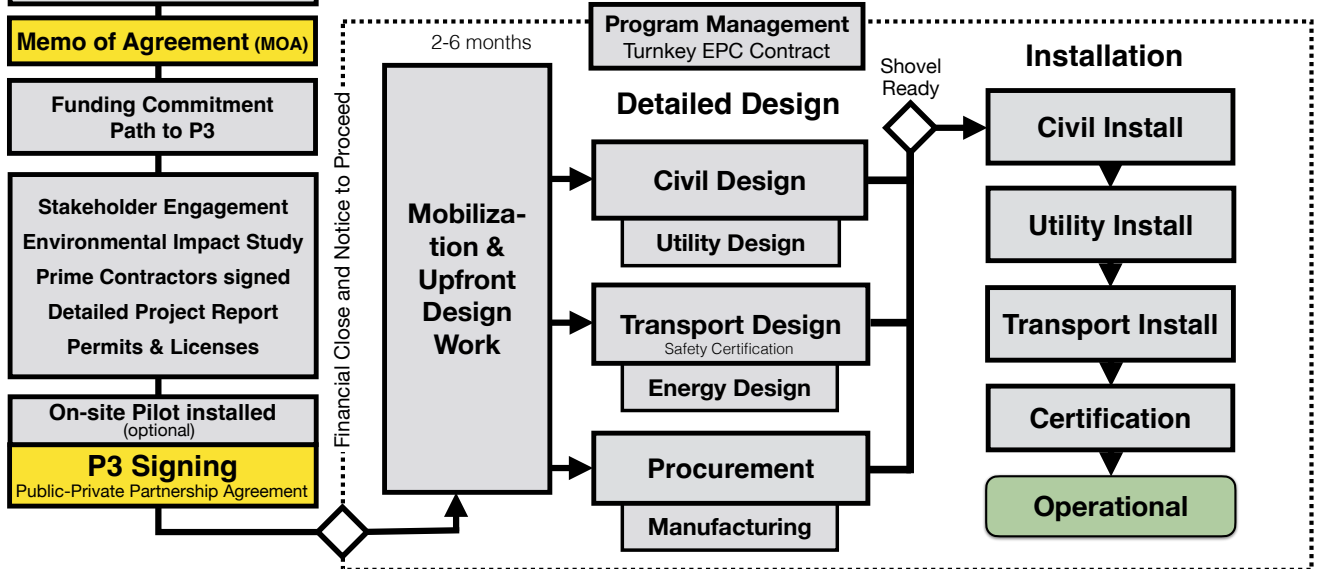 Memo of Agreement (MOA)
Funding Commitment
Path to P3
Stakeholder Engagement
Environmental Impact Study
Prime Contractors signed
Detailed Project Report
Permits & Licenses
On-site Pilot installed
(optional)
P3 Signing
Public-Private Partnership Agreement
Financial Close and Notice to Proceed
2-6 months
Mobiliza-
tion &
Upfront
Design
Work
Program Management
Turnkey EPC Contract
Detailed Design
Civil Design
Utility Design
Transport Design
Safety Certification
Energy Design
Procurement
Manufacturing
Shovel
Ready
Installation
Civil Install
Utility Install
Transport Install
Certification
Operational